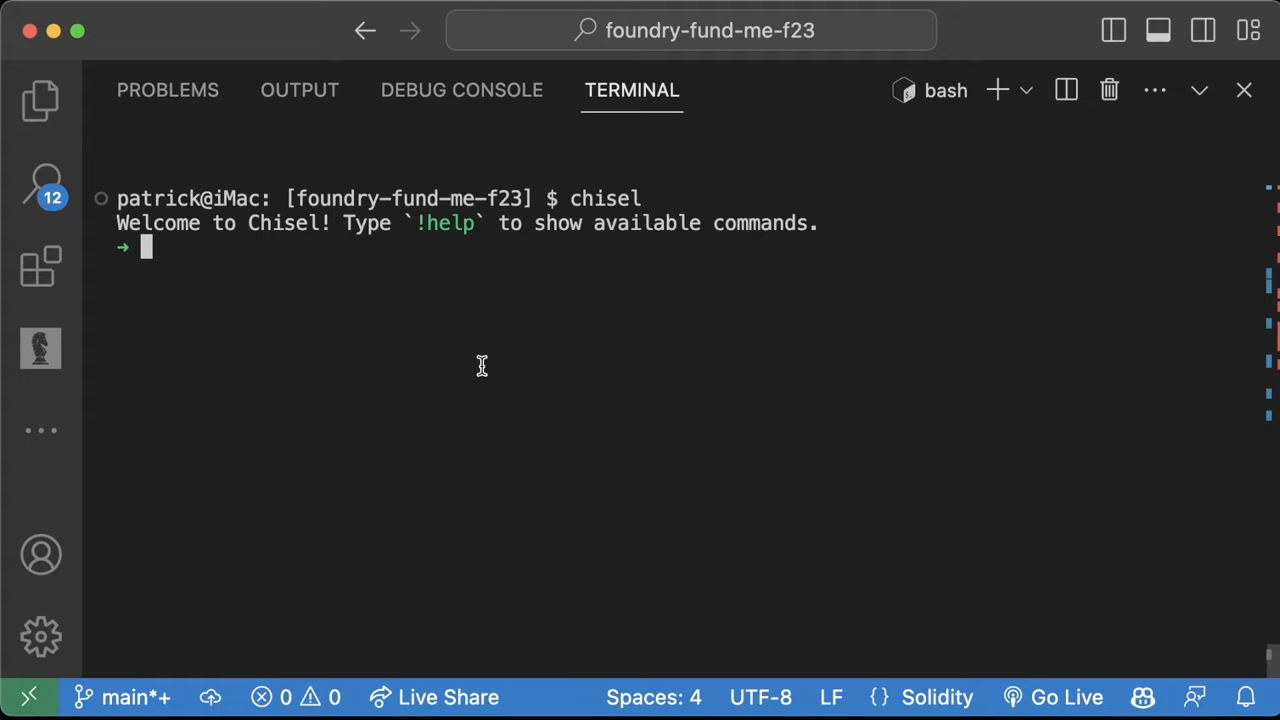 foundry-fund-me-f23
PROBLEMS OUTPUT DEBUG CONSOLE TERMINAL bash
12
patrick@iMac: [foundry-fund-me-f23] $ chisel
Welcome to Chisel! Type `!help` to show available commands.
➜
main*+ 0 0 Live Share Spaces: 4 UTF-8 LF {} Solidity Go Live